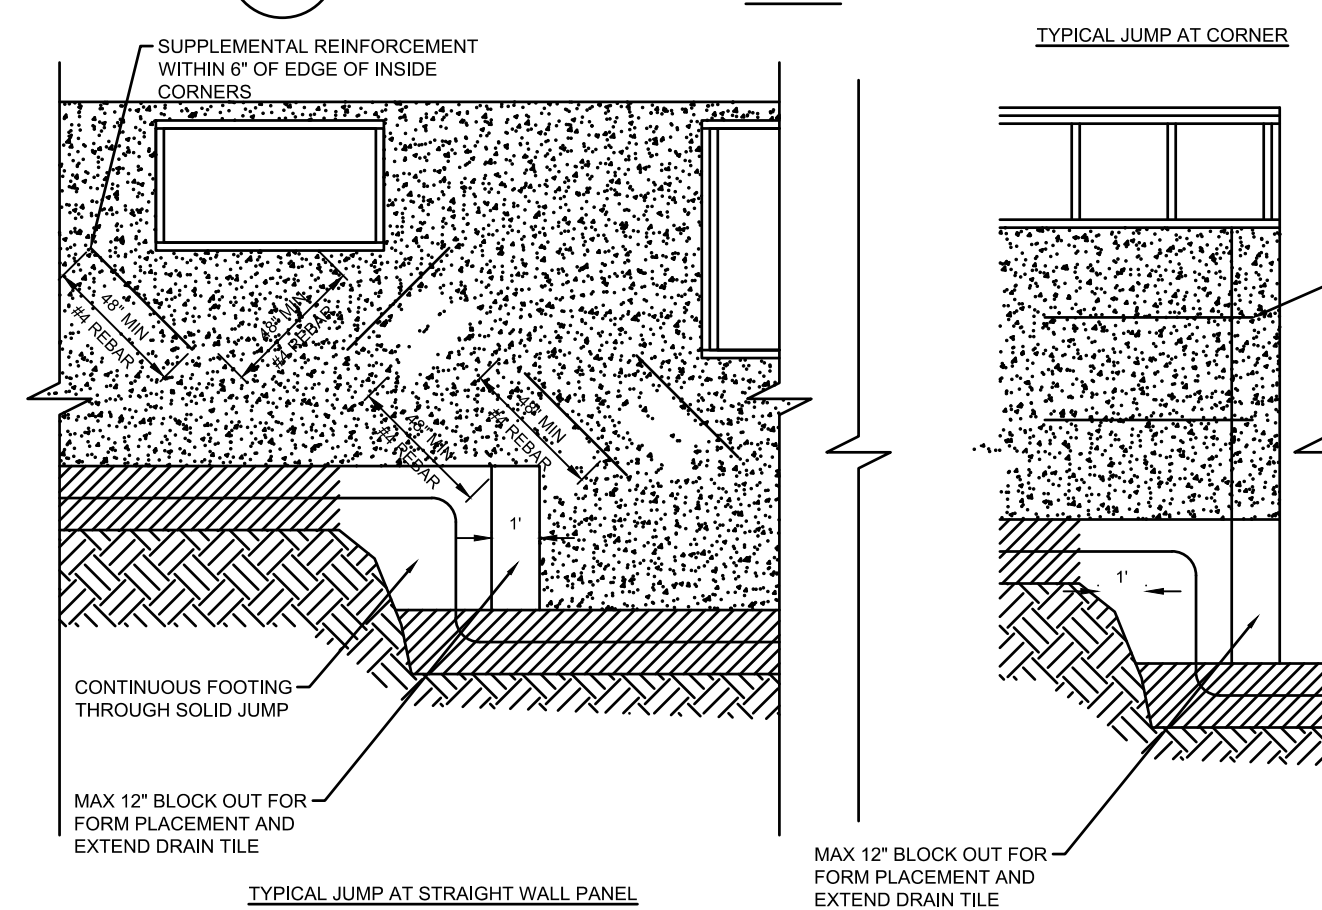 TYPICAL JUMP AT CORNER
SUPPLEMENTAL REINFORCEMENT
WITHIN 6" OF EDGE OF INSIDE
CORNERS
48" MIN
#4 REBAR
48" MIN
#4 REBAR
48" MIN
#4 REBAR
48" MIN
#4 REBAR
1'
1'
CONTINUOUS FOOTING
THROUGH SOLID JUMP
MAX 12" BLOCK OUT FOR
FORM PLACEMENT AND
EXTEND DRAIN TILE
MAX 12" BLOCK OUT FOR
FORM PLACEMENT AND
EXTEND DRAIN TILE
TYPICAL JUMP AT STRAIGHT WALL PANEL